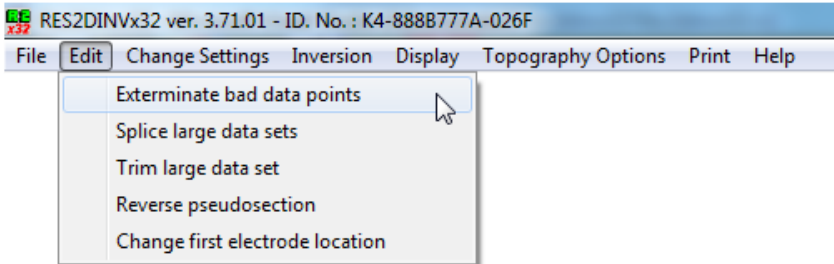 RE
x32
RES2DINVx32 ver. 3.71.01 - ID. No. : K4-888B777A-026F
File Edit Change Settings Inversion Display Topography Options Print Help
Exterminate bad data points
Splice large data sets
Trim large data set
Reverse pseudosection
Change first electrode location